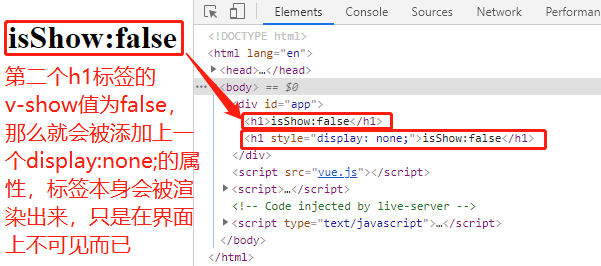 isShow:false
第二个h1标签的
v-show值为false，
那么就会被添加上一
个display:none;的属
性，标签本身会被渲
染出来，只是在界面
上不可见而已
Elements Console Sources Network Performance
<!DOCTYPE html>
<html lang="en">
<head>…</head>
<body> == $0
<div id="app">
<h1>isShow:false</h1>
<h1 style="display: none;">isShow:false</h1>
</div>
<script src="vue.js"></script>
<script>…</script>
<!-- Code injected by live-server -->
<script type="text/javascript">…</script>
</body>
</html>